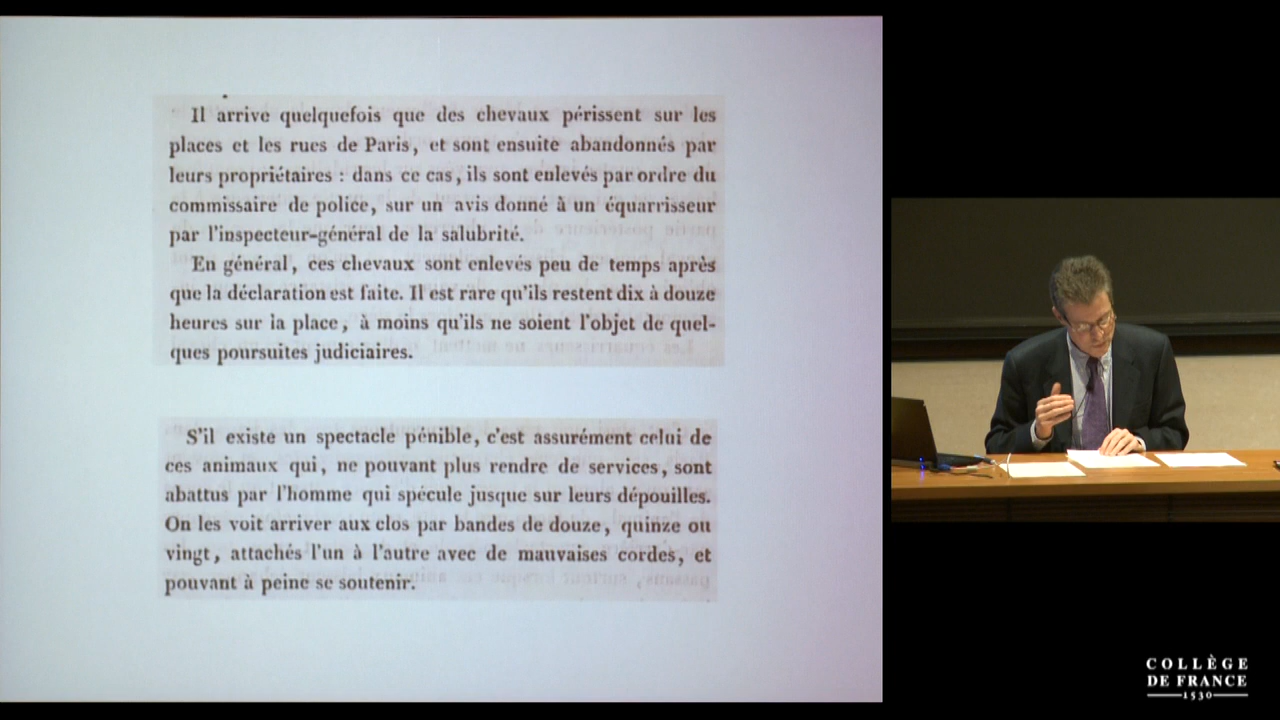 Il arrive quelquefois que des chevaux périssent sur les
places et les rues de Paris, et sont ensuite abandonnés par
leurs propriétaires : dans ce cas, ils sont enlevés par ordre du
commissaire de police, sur un avis donné à un équarrisseur
par l'inspecteur-général de la salubrité.
En général, ces chevaux sont enlevés peu de temps après
que la déclaration est faite. Il est rare qu'ils restent dix à douze
heures sur la place, à moins qu'ils ne soient l'objet de quel-
ques poursuites judiciaires.
S'il existe un spectacle pénible, c'est assurément celui de
ces animaux qui, ne pouvant plus rendre de services, sont
abattus par l'homme qui spécule jusque sur leurs dépouilles.
On les voit arriver aux clos par bandes de douze, quinze ou
vingt, attachés l'un à l'autre avec de mauvaises cordes, et
pouvant à peine se soutenir.
COLLÈGE
DE FRANCE
1530